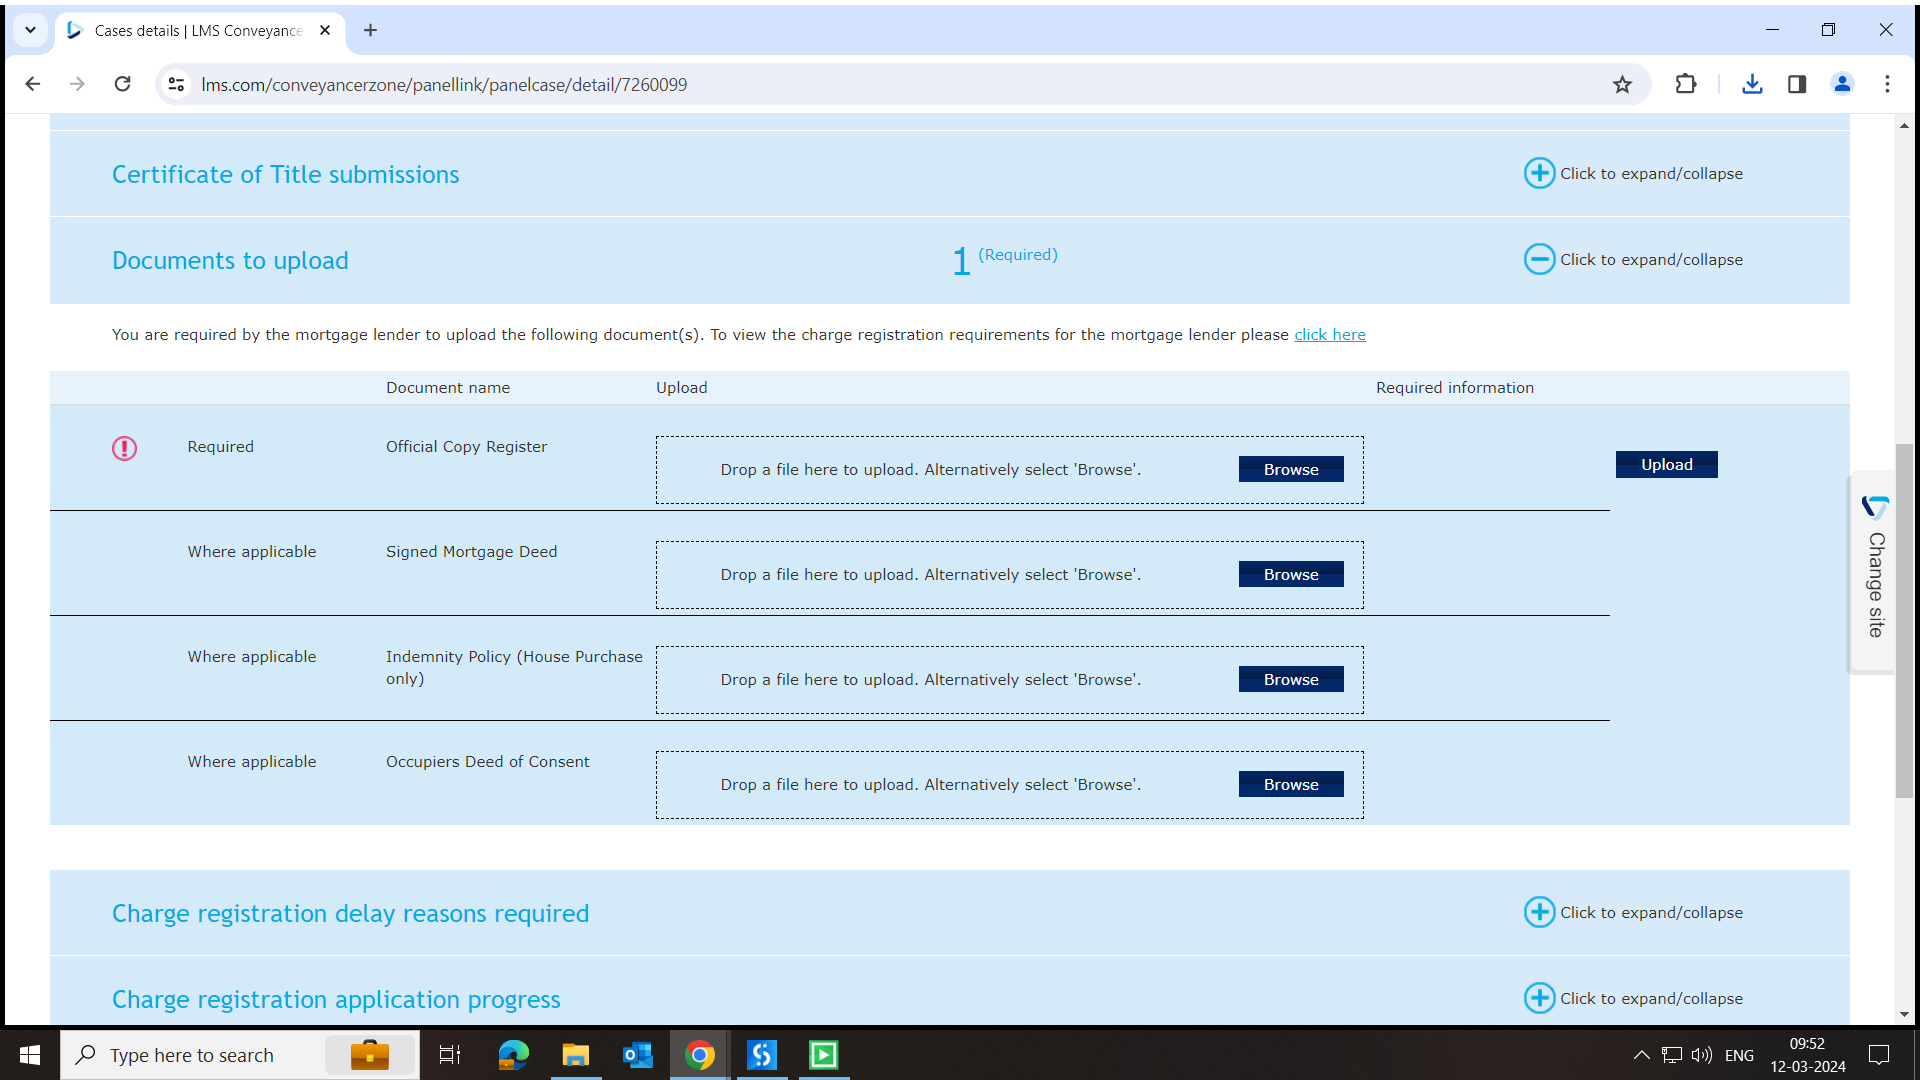 Cases details | LMS Conveyance
lms.com/conveyancerzone/panellink/panelcase/detail/7260099
Certificate of Title submissions
Click to expand/collapse
Documents to upload
1 (Required)
Click to expand/collapse
You are required by the mortgage lender to upload the following document(s). To view the charge registration requirements for the mortgage lender please click here
Document name
Upload
Required information
Required
Official Copy Register
Drop a file here to upload. Alternatively select 'Browse'.
Browse
Upload
Where applicable
Signed Mortgage Deed
Drop a file here to upload. Alternatively select 'Browse'.
Browse
Where applicable
Indemnity Policy (House Purchase
only)
Drop a file here to upload. Alternatively select 'Browse'.
Browse
Where applicable
Occupiers Deed of Consent
Drop a file here to upload. Alternatively select 'Browse'.
Browse
Change site
Charge registration delay reasons required
Click to expand/collapse
Charge registration application progress
Click to expand/collapse
Type here to search
ENG
09:52
12-03-2024